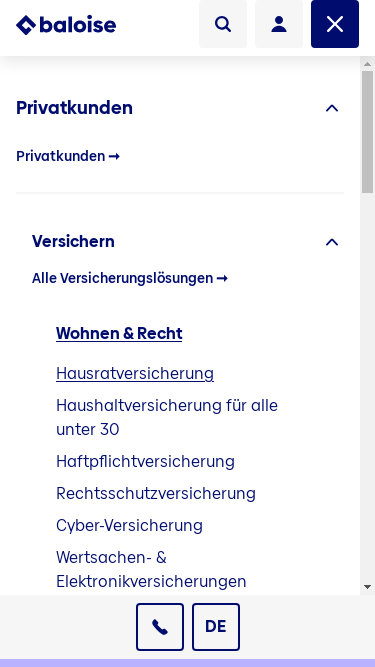 baloise
Privatkunden
Privatkunden ➞
Versichern
Alle Versicherungslösungen ➞
Wohnen & Recht
Hausratversicherung
Haushaltversicherung für alle
unter 30
Haftpflichtversicherung
Rechtsschutzversicherung
Cyber-Versicherung
Wertsachen- &
Elektronikversicherungen
DE